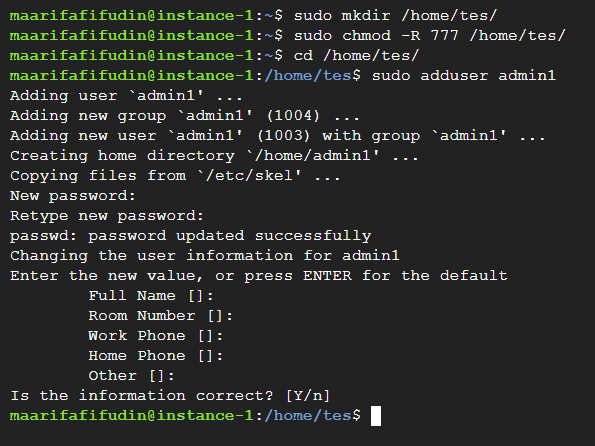 maarifafifudin@instance-1:~$ sudo mkdir /home/tes/
maarifafifudin@instance-1:~$ sudo chmod -R 777 /home/tes/
maarifafifudin@instance-1:~$ cd /home/tes/
maarifafifudin@instance-1:/home/tes$ sudo adduser admin1
Adding user `admin1' ...
Adding new group `admin1' (1004) ...
Adding new user `admin1' (1003) with group `admin1' ...
Creating home directory `/home/admin1' ...
Copying files from `/etc/skel' ...
New password:
Retype new password:
passwd: password updated successfully
Changing the user information for admin1
Enter the new value, or press ENTER for the default
        Full Name []:
        Room Number []:
        Work Phone []:
        Home Phone []:
        Other []:
Is the information correct? [Y/n]
maarifafifudin@instance-1:/home/tes$